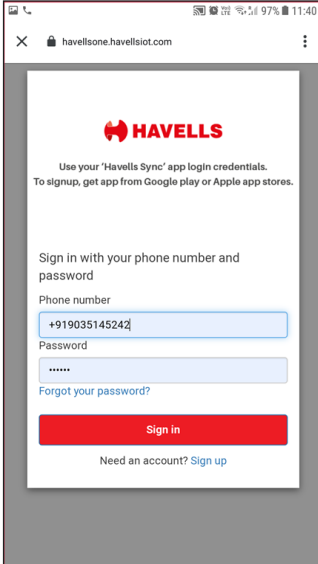 VoD LTE 97% 11:40
havellsone.havellsiot.com
HAVELLS
Use your 'Havells Sync' app login credentials.
To signup, get app from Google play or Apple app stores.
Sign in with your phone number and
password
Phone number
+919035145242
Password
••••••
Forgot your password?
Sign in
Need an account? Sign up